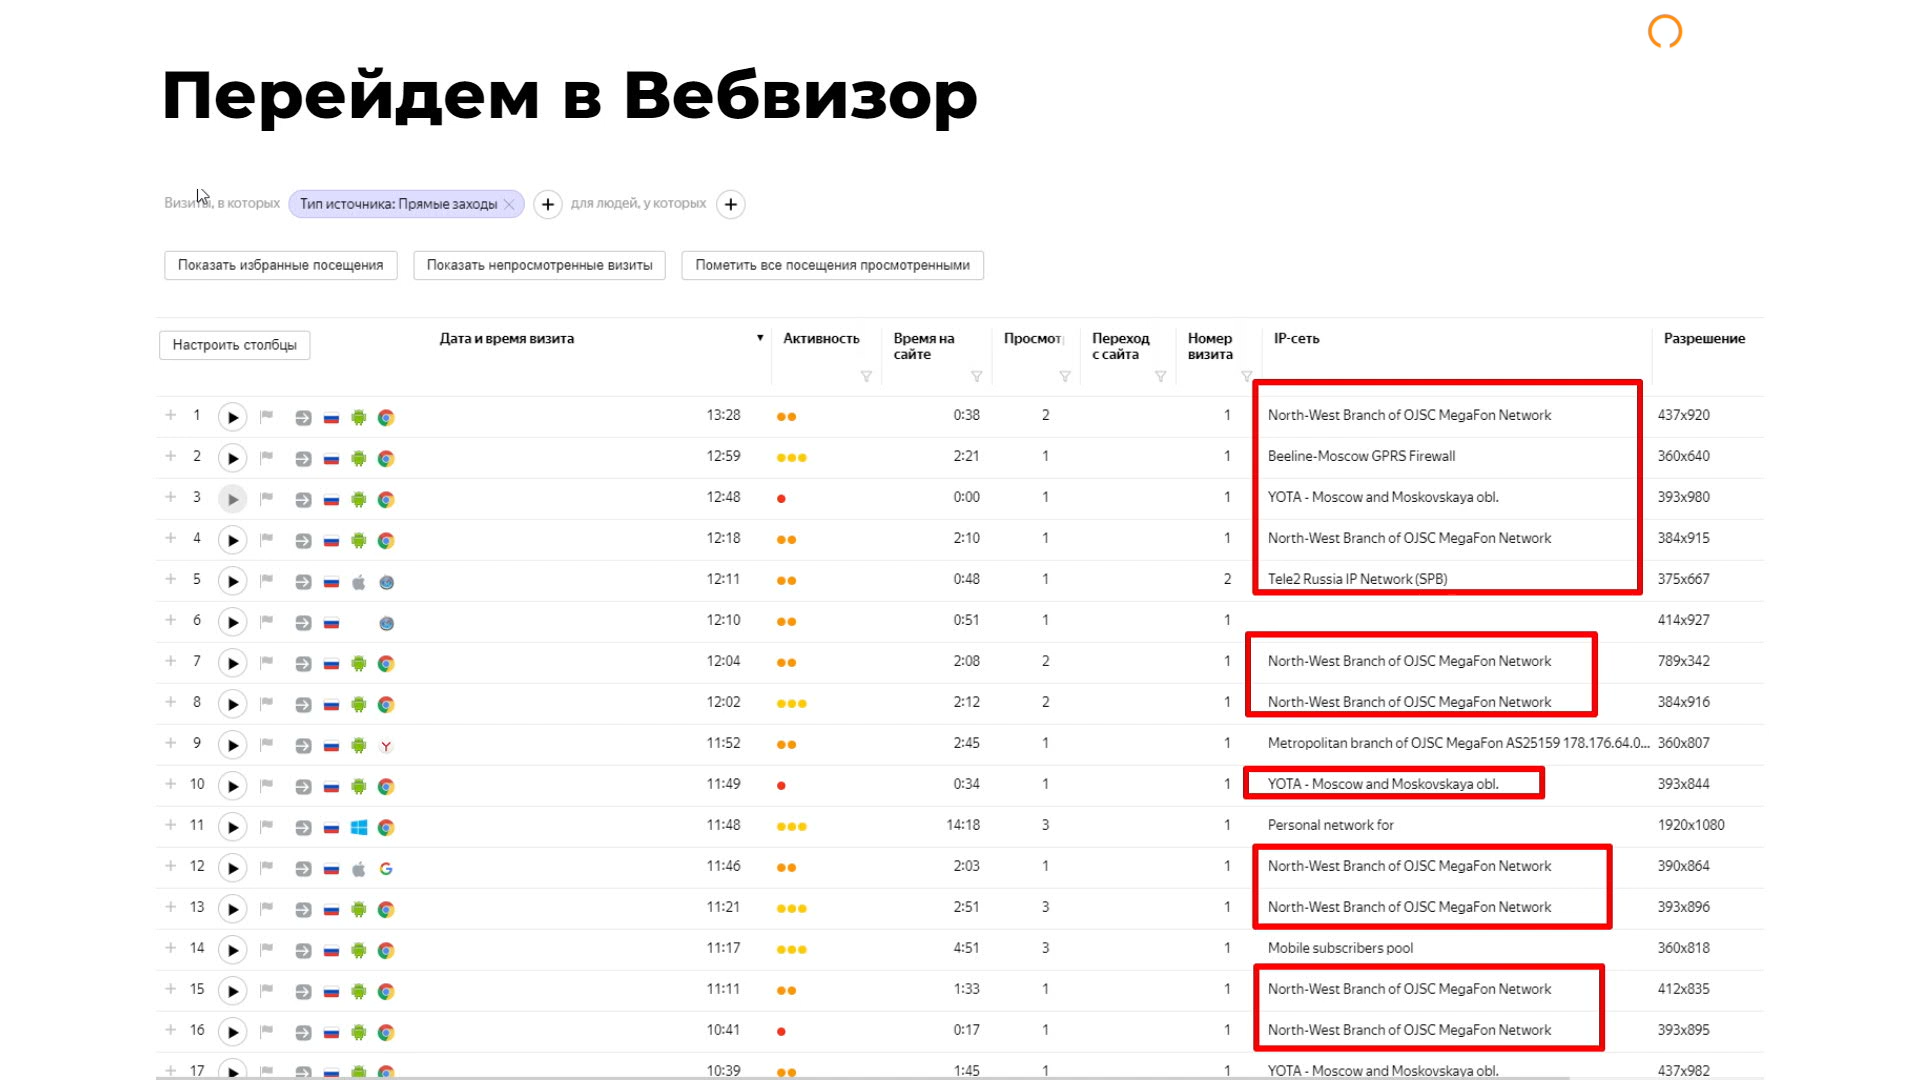 Перейдем в Вебвизор
Визиты, в которых Тип источника: Прямые заходы для людей, у которых
Показать избранные посещения Показать непросмотренные визиты Пометить все посещения просмотренными
Настроить столбцы Дата и время визита Активность Время на сайте Просмот Переход с сайта Номер визита IP-сеть Разрешение
1 13:28 0:38 2 1 North-West Branch of OJSC MegaFon Network 437x920
2 12:59 2:21 1 1 Beeline-Moscow GPRS Firewall 360x640
3 12:48 0:00 1 1 YOTA - Moscow and Moskovskaya obl. 393x980
4 12:18 2:10 1 1 North-West Branch of OJSC MegaFon Network 384x915
5 12:11 0:48 1 2 Tele2 Russia IP Network (SPB) 375x667
6 12:10 0:51 1 1 414x927
7 12:04 2:08 2 1 North-West Branch of OJSC MegaFon Network 789x342
8 12:02 2:12 2 1 North-West Branch of OJSC MegaFon Network 384x916
9 11:52 2:45 1 1 Metropolitan branch of OJSC MegaFon AS25159 178.176.64.0... 360x807
10 11:49 0:34 1 1 YOTA - Moscow and Moskovskaya obl. 393x844
11 11:48 14:18 3 1 Personal network for 1920x1080
12 11:46 2:03 1 1 North-West Branch of OJSC MegaFon Network 390x864
13 11:21 2:51 3 1 North-West Branch of OJSC MegaFon Network 393x896
14 11:17 4:51 3 1 Mobile subscribers pool 360x818
15 11:11 1:33 1 1 North-West Branch of OJSC MegaFon Network 412x835
16 10:41 0:17 1 1 North-West Branch of OJSC MegaFon Network 393x895
17 10:39 1:45 1 1 YOTA - Moscow and Moskovskaya obl. 437x982